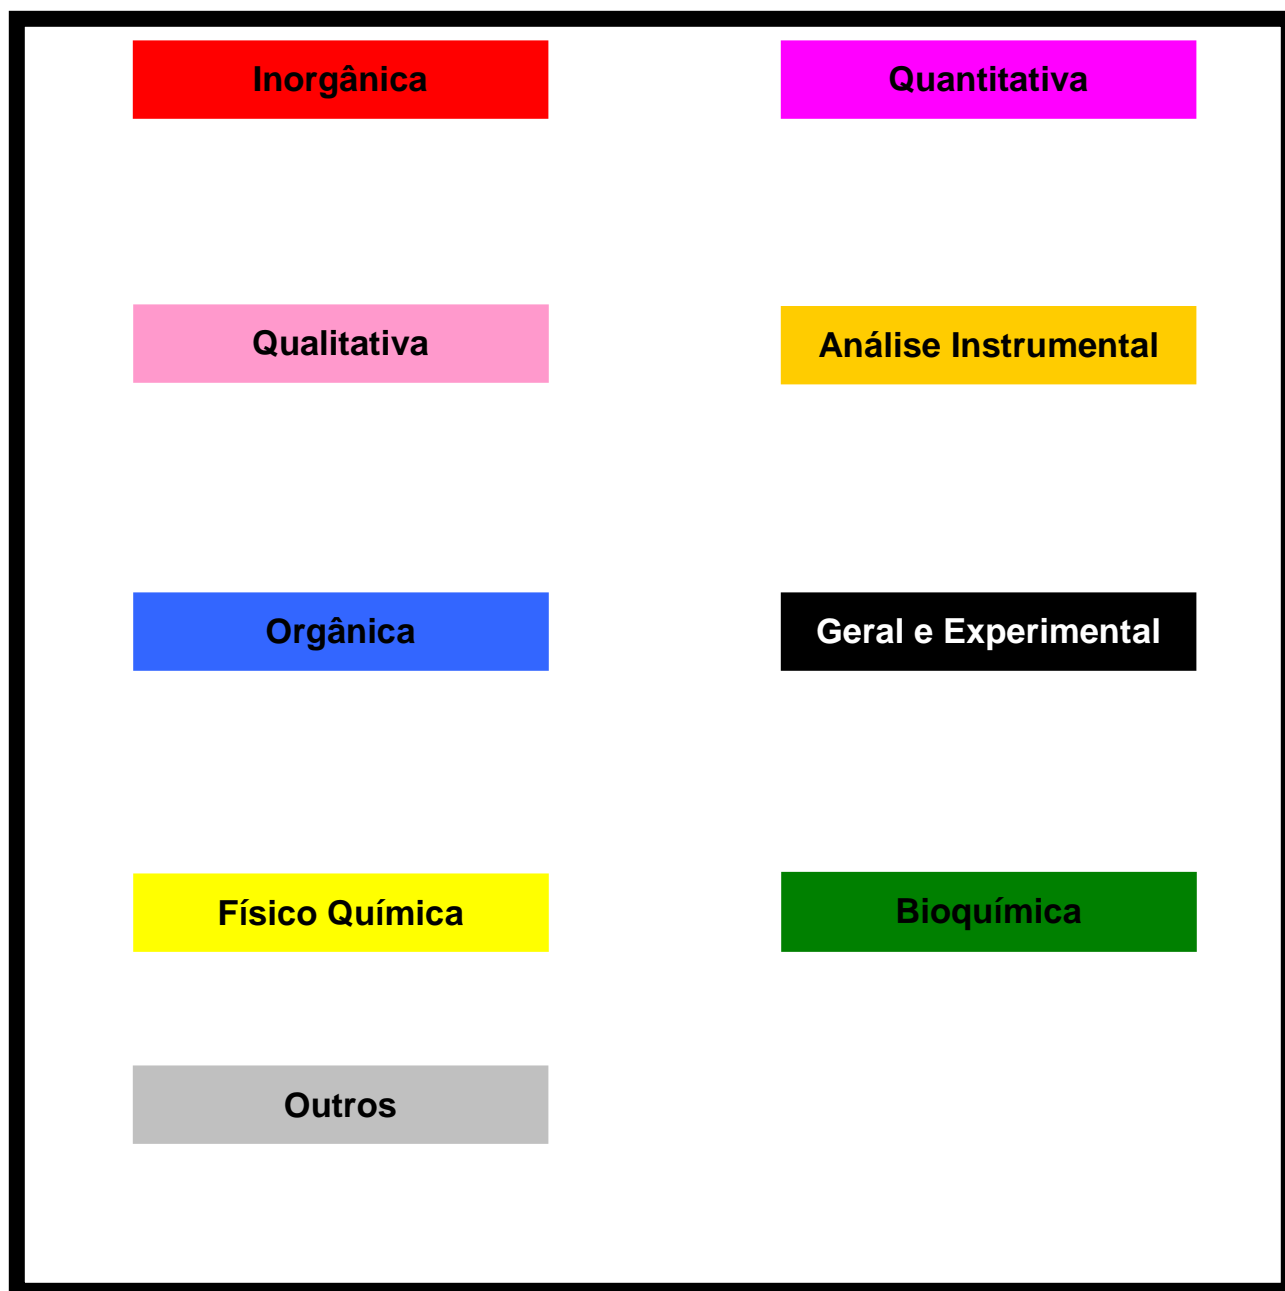 Inorgânica
Quantitativa
Qualitativa
Análise Instrumental
Orgânica
Geral e Experimental
Físico Química
Bioquímica
Outros